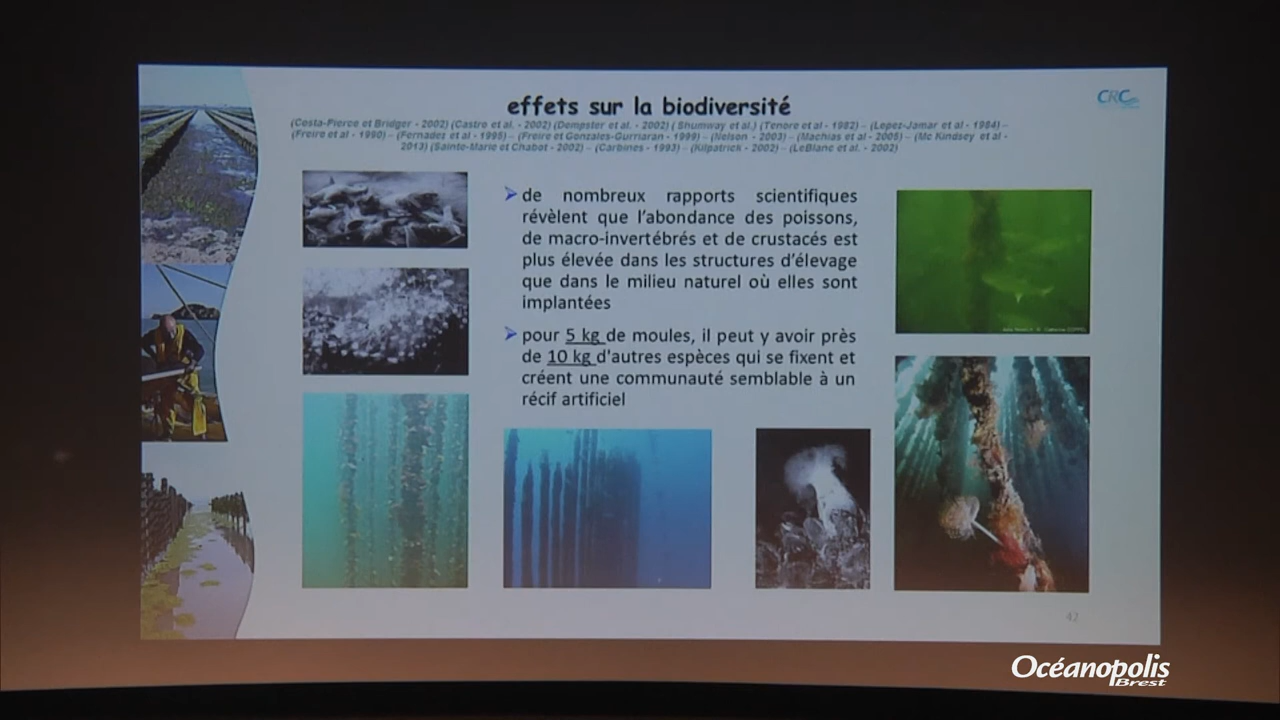 effets sur la biodiversité
CRC
(Costa-Pierce et Bridger - 2002) (Castro et al. - 2002) (Dempster et al. - 2002) ( Shumway et al.) (Tenore et al - 1982) – (Lopez-Jamar et al - 1984) –
(Freire et al - 1990) – (Fernadez et al - 1995) – (Freire et Gonzales-Gurriaran - 1999) – (Nelson - 2003) – (Machias et al - 2005) – (Mc Kindsey et al -
2013) (Sainte-Marie et Chabot - 2002) – (Carbines - 1993) – (Kilpatrick - 2002) – (LeBlanc et al. - 2002)
de nombreux rapports scientifiques
révèlent que l'abondance des poissons,
de macro-invertébrés et de crustacés est
plus élevée dans les structures d'élevage
que dans le milieu naturel où elles sont
implantées
pour 5 kg de moules, il peut y avoir près
de 10 kg d'autres espèces qui se fixent et
créent une communauté semblable à un
récif artificiel
42
Océanopolis
Brest